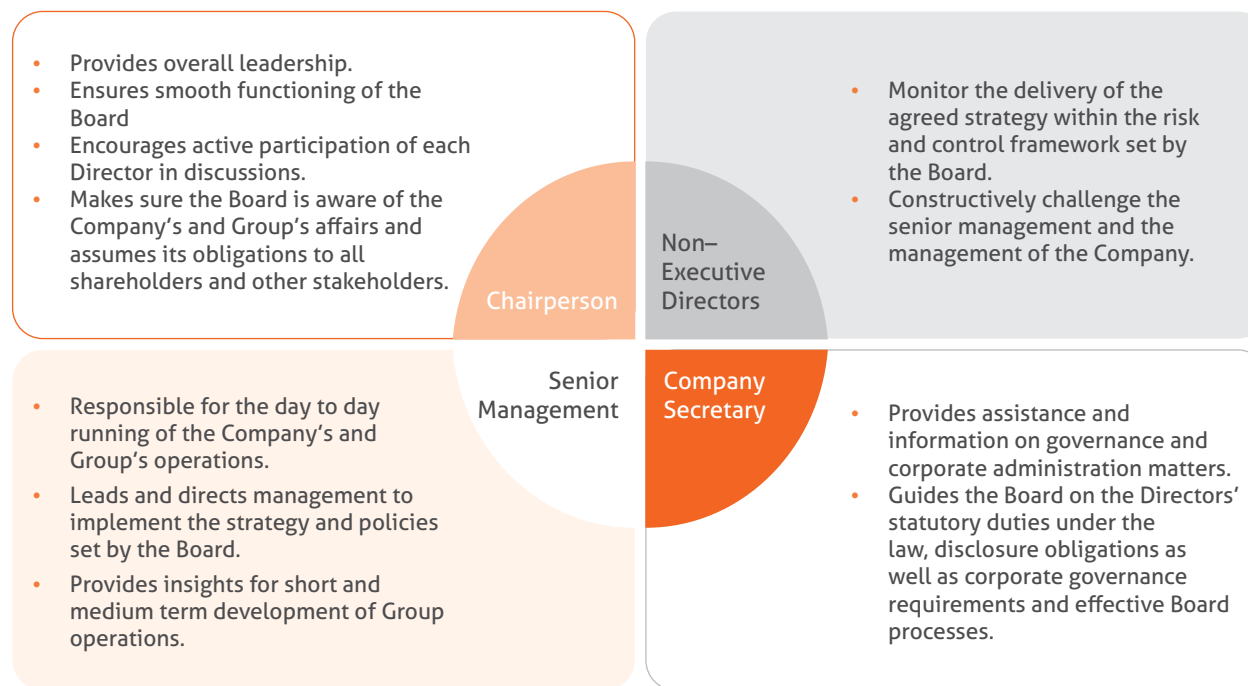 • Provides overall leadership.
• Ensures smooth functioning of the
Board
• Encourages active participation of each
Director in discussions.
• Makes sure the Board is aware of the
Company’s and Group’s affairs and
assumes its obligations to all
shareholders and other stakeholders.
Chairperson
• Monitor the delivery of the
agreed strategy within the risk
and control framework set by
the Board.
• Constructively challenge the
senior management and the
management of the Company.
Non–
Executive
Directors
• Responsible for the day to day
running of the Company’s and
Group’s operations.
• Leads and directs management to
implement the strategy and policies
set by the Board.
• Provides insights for short and
medium term development of Group
operations.
Senior
Management
Company
Secretary
• Provides assistance and
information on governance and
corporate administration matters.
• Guides the Board on the Directors’
statutory duties under the
law, disclosure obligations as
well as corporate governance
requirements and effective Board
processes.